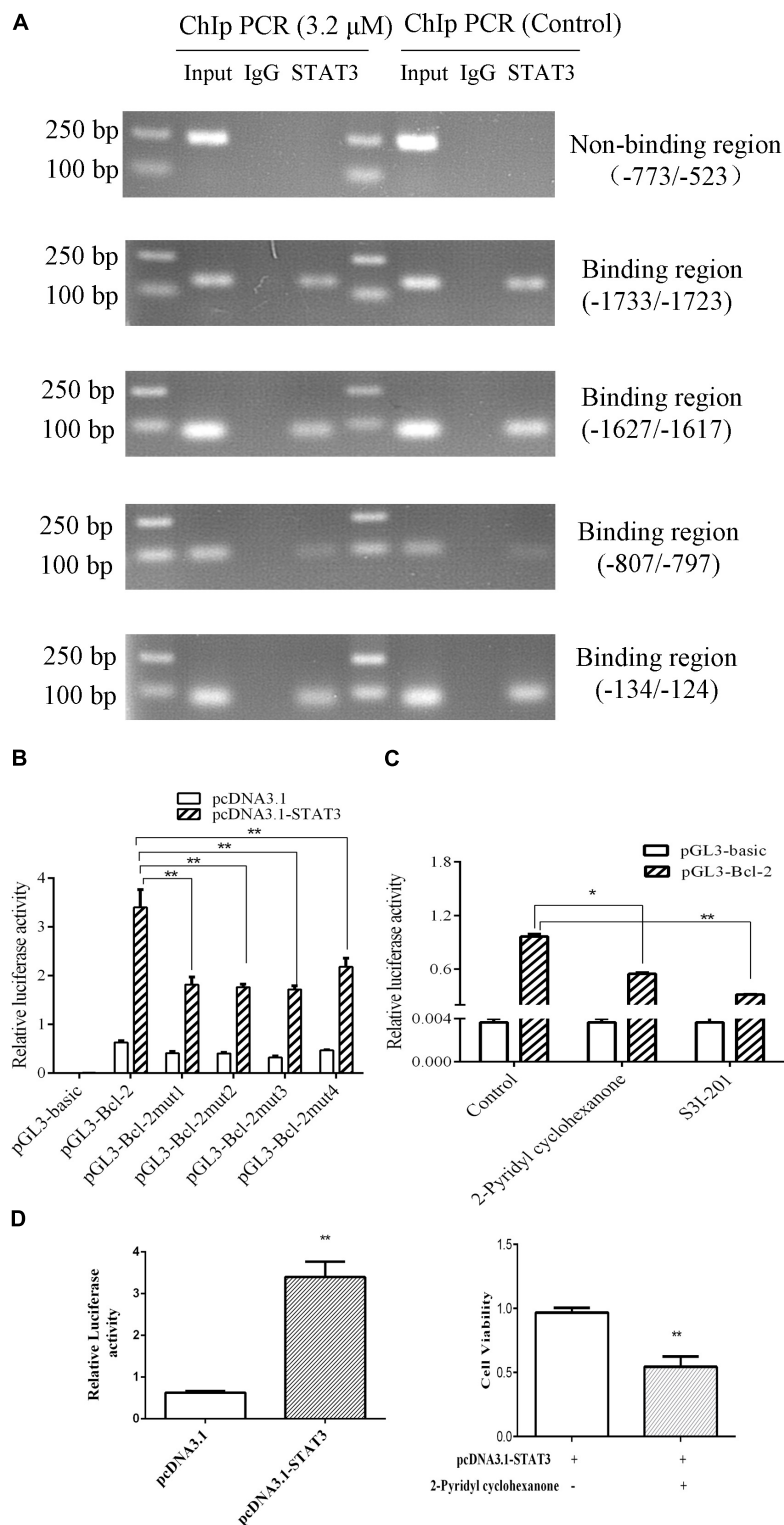 A
ChIp PCR (3.2 μM) ChIp PCR (Control)
Input IgG STAT3 Input IgG STAT3
250 bp
100 bp
Non-binding region
(-773/-523)
250 bp
100 bp
Binding region
(-1733/-1723)
250 bp
100 bp
Binding region
(-1627/-1617)
250 bp
100 bp
Binding region
(-807/-797)
250 bp
100 bp
Binding region
(-134/-124)
B
pcDNA3.1
pcDNA3.1-STAT3
Relative luciferase activity
4
3
2
1
0
**
**
**
**
pGL3-basic
pGL3-Bcl-2
pGL3-Bcl-2mut1
pGL3-Bcl-2mut2
pGL3-Bcl-2mut3
pGL3-Bcl-2mut4
C
pGL3-basic
pGL3-Bcl-2
Relative luciferase activity
1.8
1.2
0.6
0.004
0.000
*
**
Control
2-Pyridyl cyclohexanone
S3I-201
D
Relative Luciferase
activity
4
3
2
1
0
**
pcDNA3.1
pcDNA3.1-STAT3
Cell Viability
1.5
1.0
0.5
0.0
**
pcDNA3.1-STAT3 + +
2-Pyridyl cyclohexanone - +